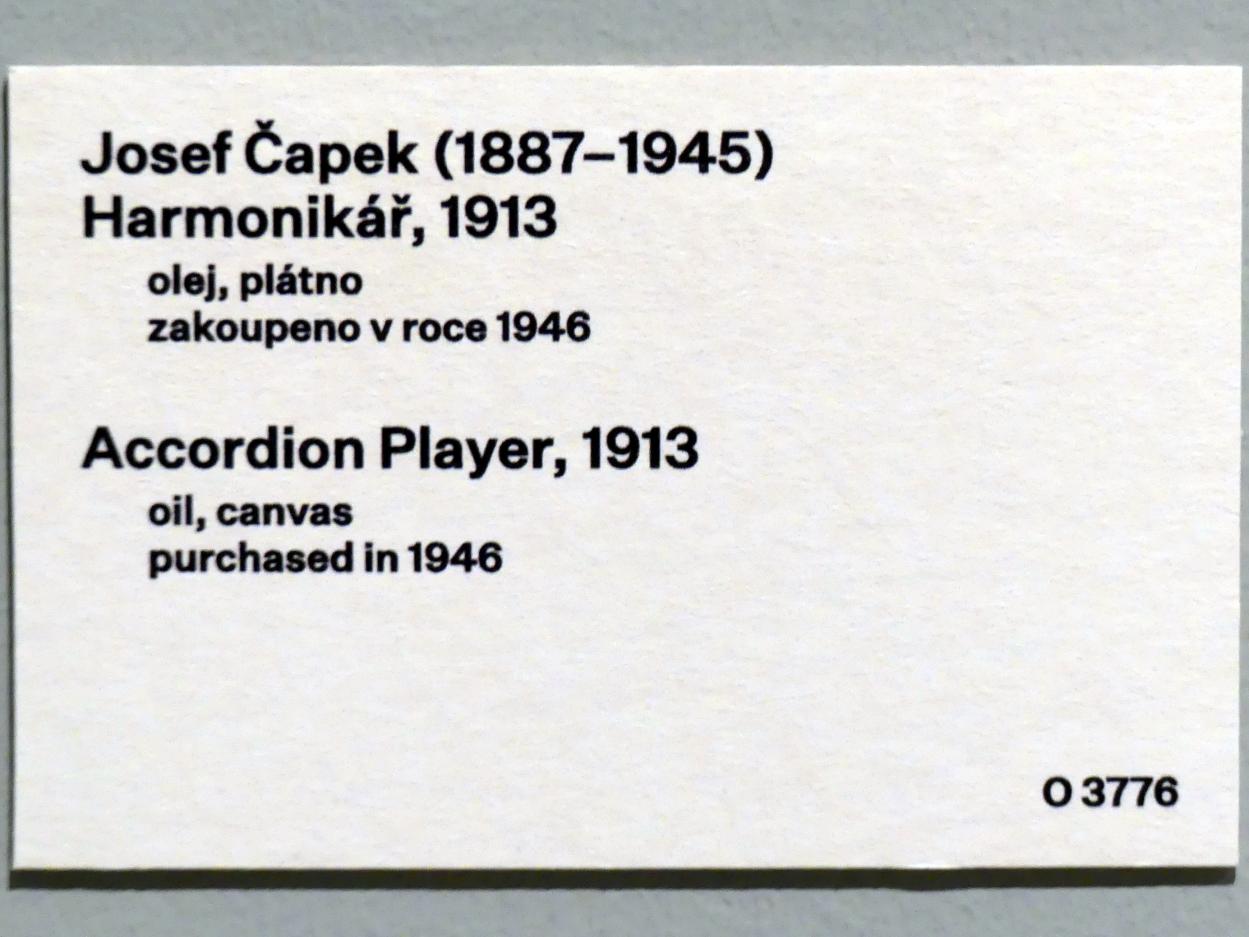 Josef Čapek (1887–1945)
Harmonikář, 1913
olej, plátno
zakoupeno v roce 1946
Accordion Player, 1913
oil, canvas
purchased in 1946
O 3776